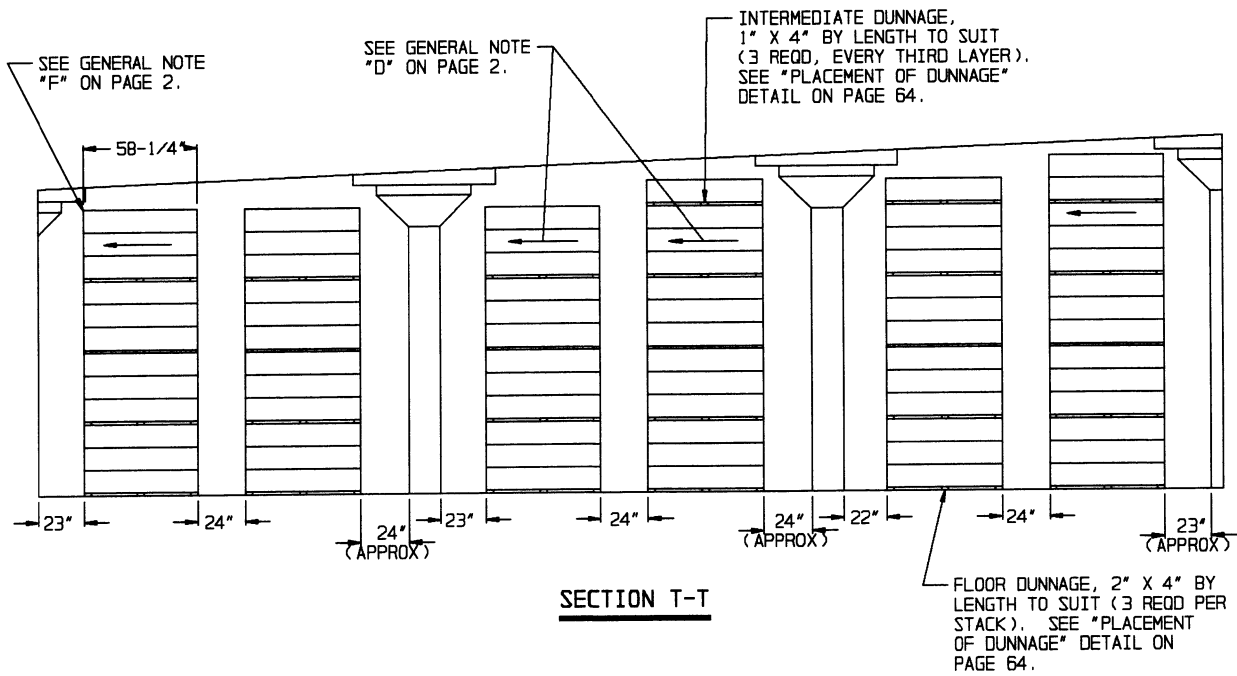 INTERMEDIATE DUNNAGE,
1" X 4" BY LENGTH TO SUIT
(3 REQD, EVERY THIRD LAYER).
SEE "PLACEMENT OF DUNNAGE"
DETAIL ON PAGE 64.
SEE GENERAL NOTE
"D" ON PAGE 2.
SEE GENERAL NOTE
"F" ON PAGE 2.
58-1/4"
23"
24"
24"
(APPROX)
23"
24"
24"
(APPROX)
22"
24"
23"
(APPROX)
SECTION T-T
FLOOR DUNNAGE, 2" X 4" BY
LENGTH TO SUIT (3 REQD PER
STACK). SEE "PLACEMENT
OF DUNNAGE" DETAIL ON
PAGE 64.